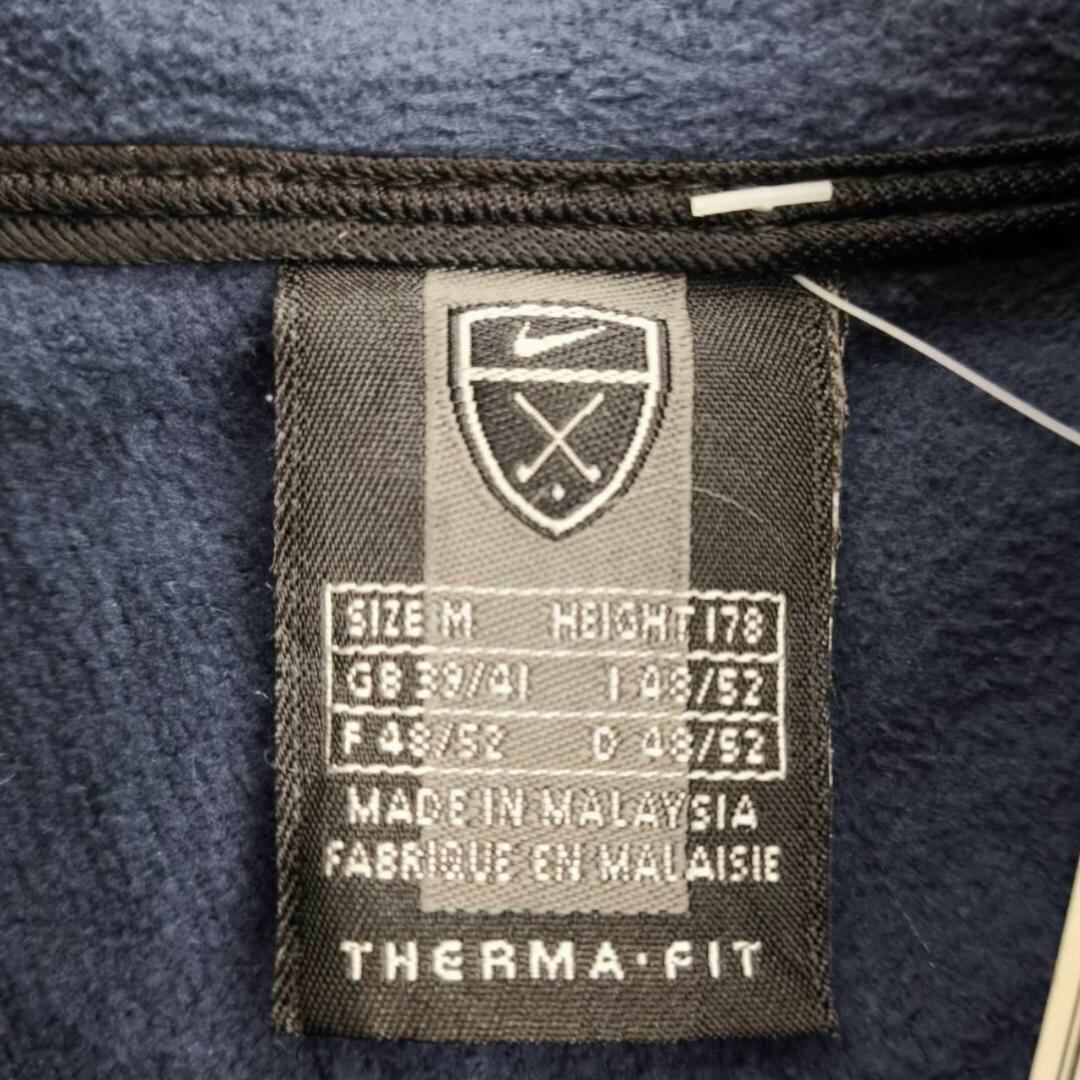 SIZE M HEIGHT 178
GB 39/41 I 48/52
F 48/52 D 48/52
MADE IN MALAYSIA
FABRIQUE EN MALAISIE
THERMA·FIT